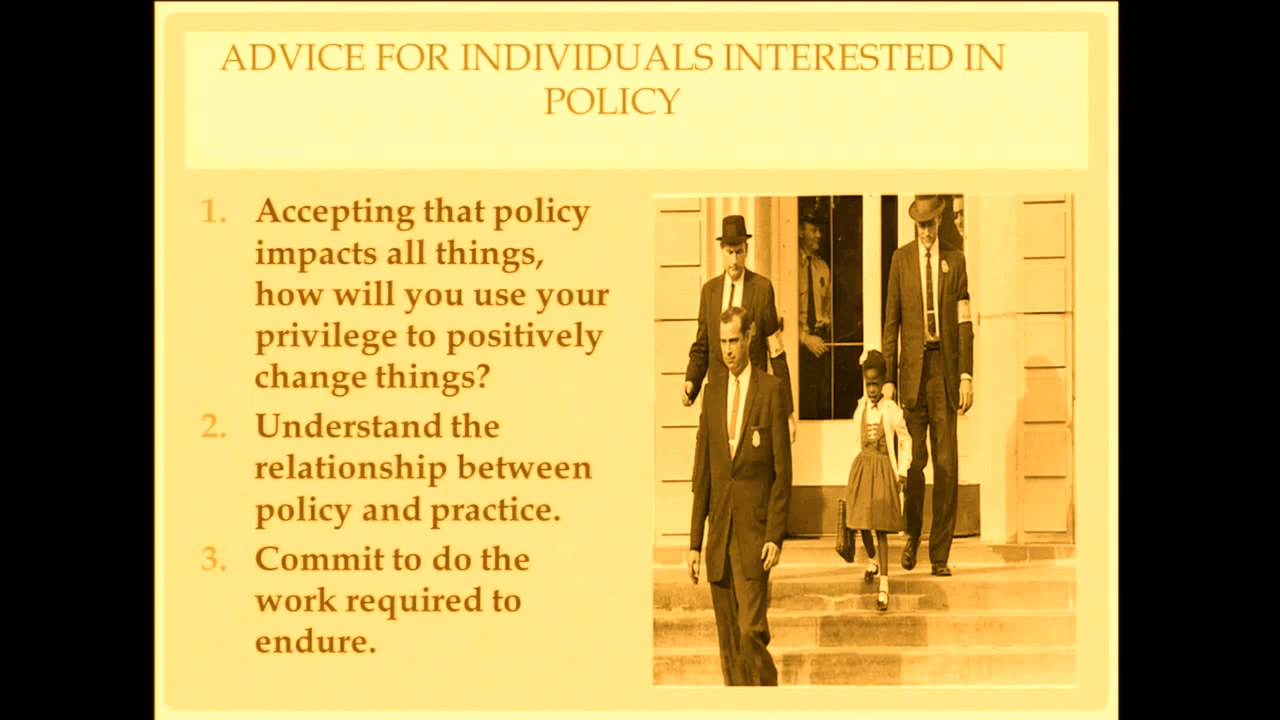 ADVICE FOR INDIVIDUALS INTERESTED IN
POLICY
1. Accepting that policy
impacts all things,
how will you use your
privilege to positively
change things?
2. Understand the
relationship between
policy and practice.
3. Commit to do the
work required to
endure.